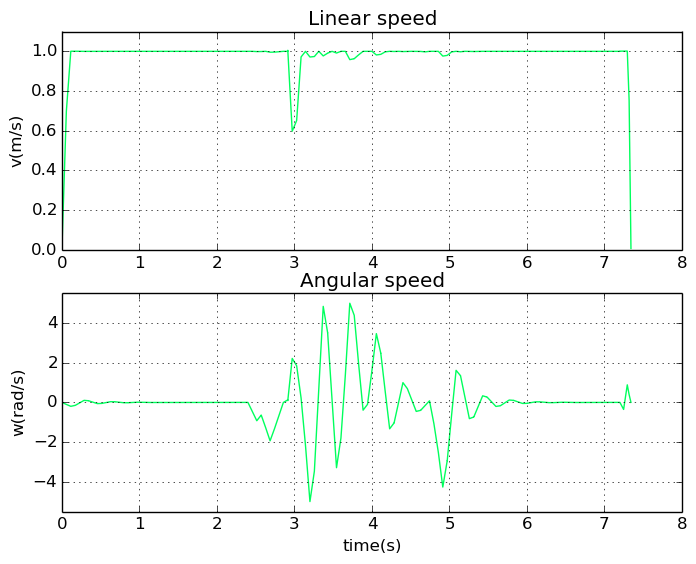 Linear speed
1.0
0.8
0.6
0.4
0.2
0.0
v(m/s)
0 1 2 3 4 5 6 7 8
Angular speed
4
2
0
−2
−4
w(rad/s)
0 1 2 3 4 5 6 7 8
time(s)